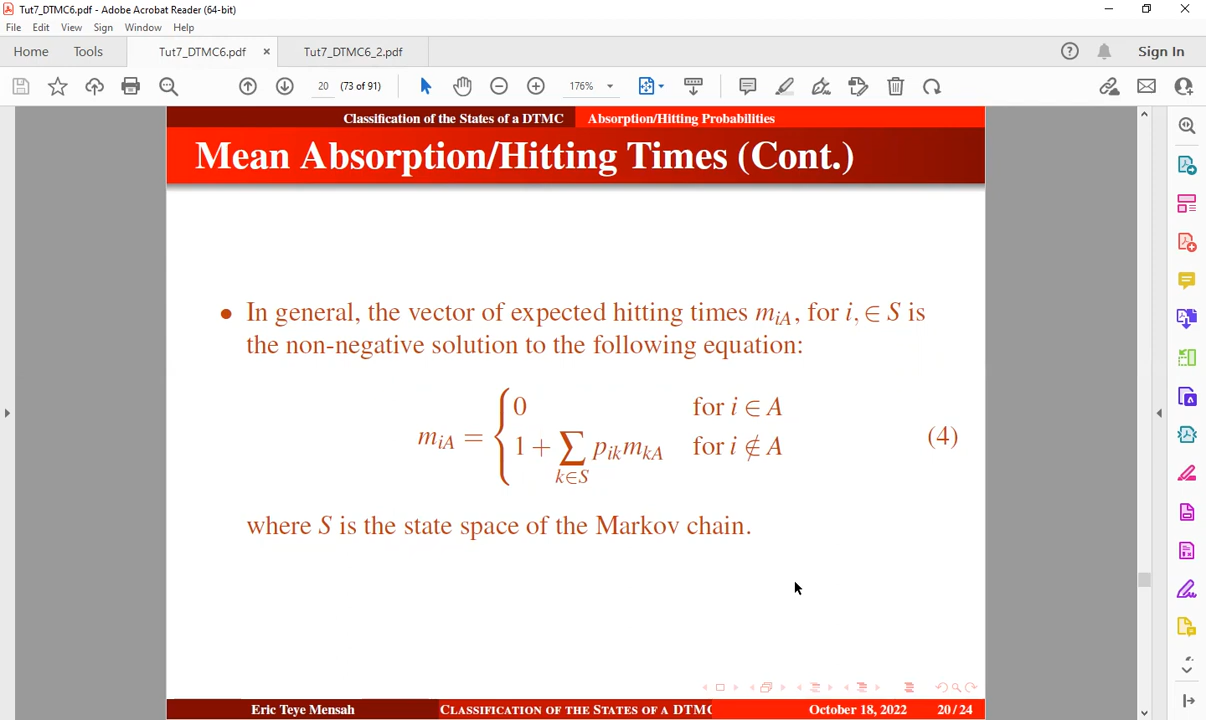 Tut7_DTMC6.pdf - Adobe Acrobat Reader (64-bit)
File Edit View Sign Window Help
Home Tools Tut7_DTMC6.pdf × Tut7_DTMC6_2.pdf Sign In
20 (73 of 91) 176%
Classification of the States of a DTMC Absorption/Hitting Probabilities
Mean Absorption/Hitting Times (Cont.)
• In general, the vector of expected hitting times m_{iA}, for i, ∈ S is
the non-negative solution to the following equation:
m_{iA} = { 0 for i ∈ A
1 + ∑_{k∈S} p_{ik} m_{kA} for i ∉ A (4)
where S is the state space of the Markov chain.
Eric Teye Mensah CLASSIFICATION OF THE STATES OF A DTMC October 18, 2022 20 / 24